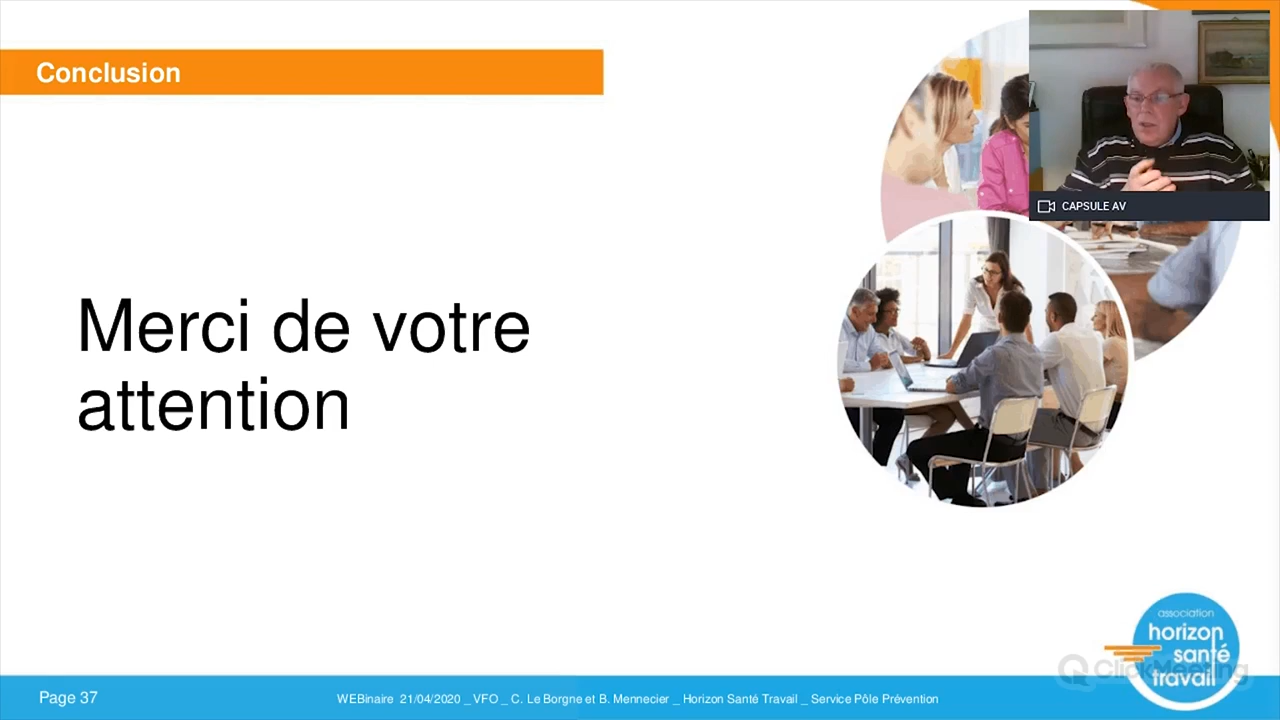 Conclusion
CAPSULE AV
Merci de votre
attention
association
horizon
santé
travail
ClickMeeting
Page 37
WEBinaire 21/04/2020 _ VFO _ C. Le Borgne et B. Mennecier _ Horizon Santé Travail _ Service Pôle Prévention